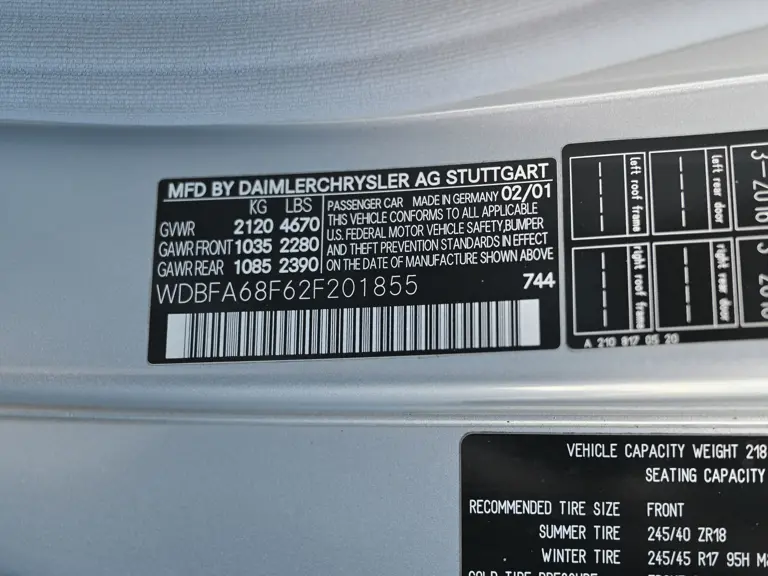 MFD BY DAIMLERCHRYSLER AG STUTTGART
KG LBS
GVWR 2120 4670
GAWR FRONT 1035 2280
GAWR REAR 1085 2390
PASSENGER CAR MADE IN GERMANY 02/01
THIS VEHICLE CONFORMS TO ALL APPLICABLE
U.S. FEDERAL MOTOR VEHICLE SAFETY,BUMPER
AND THEFT PREVENTION STANDARDS IN EFFECT
ON THE DATE OF MANUFACTURE SHOWN ABOVE
WDBFA68F62F201855
744
left roof frame
left rear door
right roof frame
right rear door
A 210 817 05 20
VEHICLE CAPACITY WEIGHT 218
SEATING CAPACITY
RECOMMENDED TIRE SIZE FRONT
SUMMER TIRE 245/40 ZR18
WINTER TIRE 245/45 R17 95H